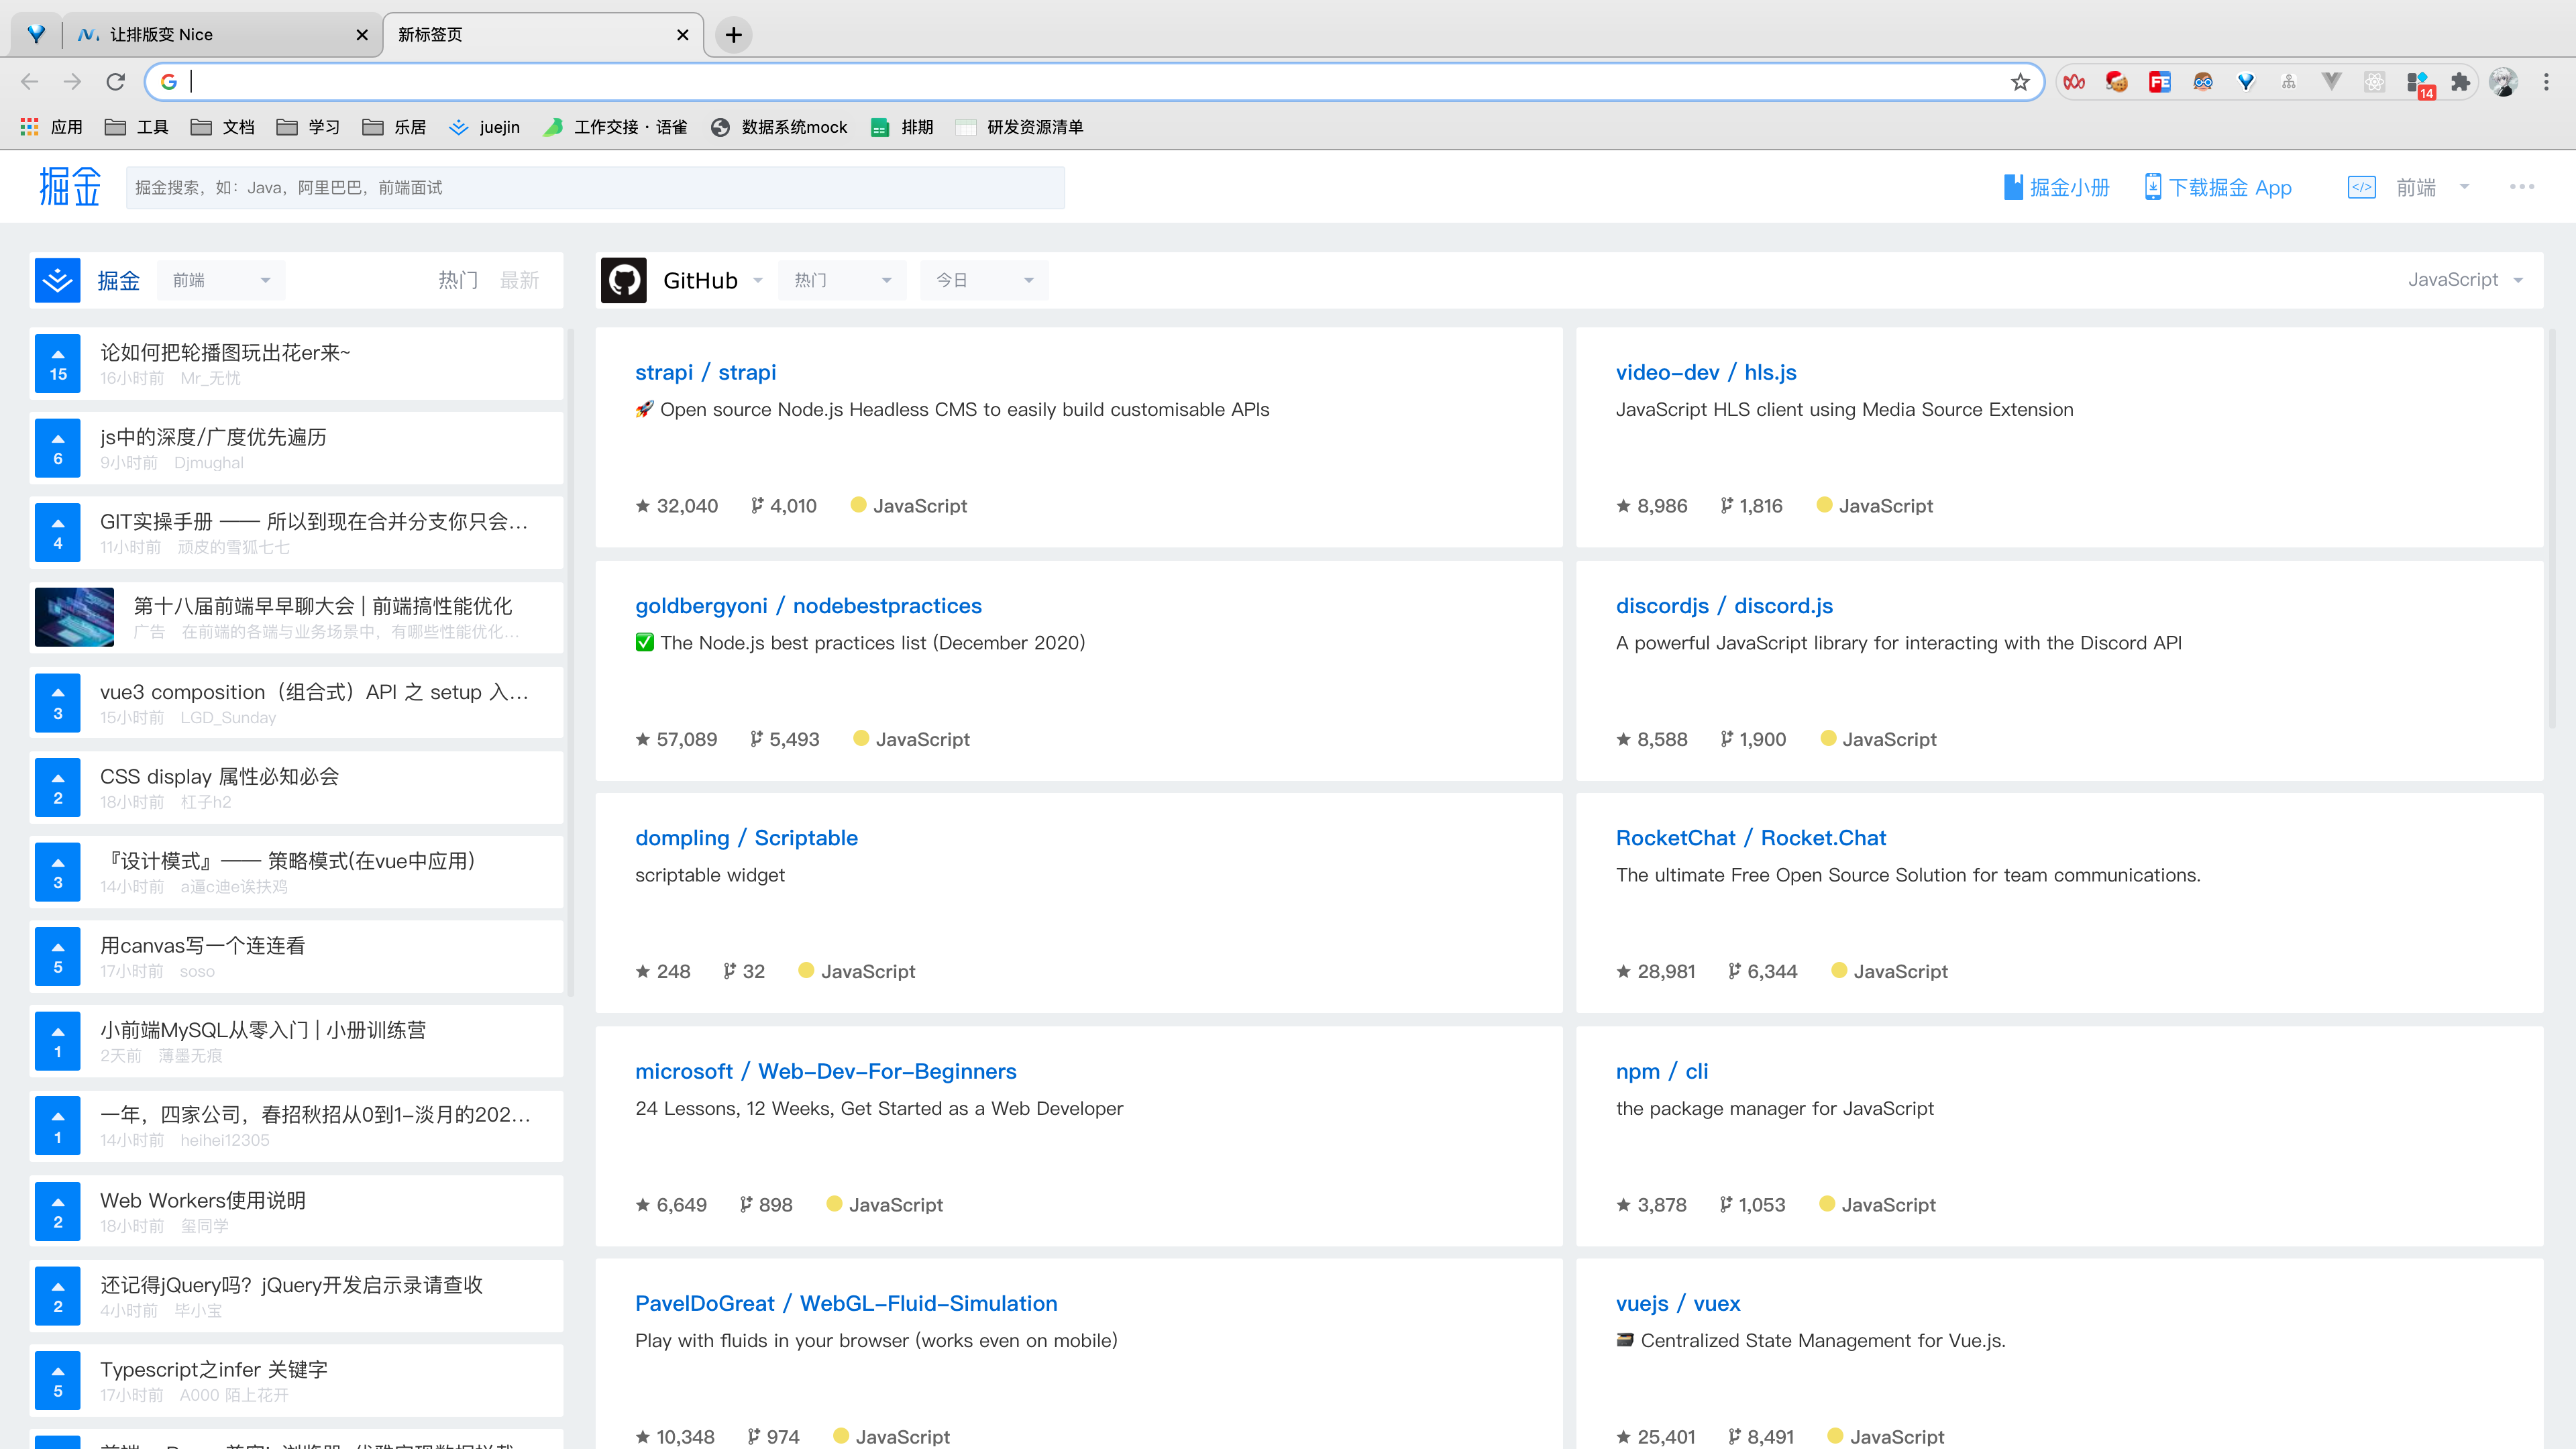 让排版变 Nice
新标签页
14
应用
工具
文档
学习
乐居
juejin
工作交接 · 语雀
数据系统mock
排期
研发资源清单
掘金
掘金搜索，如：Java，阿里巴巴，前端面试
掘金小册
下载掘金 App
前端
掘金
前端
热门
最新
GitHub
热门
今日
JavaScript
15
论如何把轮播图玩出花er来~
16小时前 Mr_无忧
6
js中的深度/广度优先遍历
9小时前 Djmughal
4
GIT实操手册 —— 所以到现在合并分支你只会…
11小时前 顽皮的雪狐七七
第十八届前端早早聊大会 | 前端搞性能优化
广告 在前端的各端与业务场景中，有哪些性能优化…
3
vue3 composition（组合式）API 之 setup 入…
15小时前 LGD_Sunday
2
CSS display 属性必知必会
18小时前 杠子h2
3
『设计模式』—— 策略模式(在vue中应用)
14小时前 a逼c迪e诶扶鸡
5
用canvas写一个连连看
17小时前 soso
1
小前端MySQL从零入门 | 小册训练营
2天前 薄墨无痕
1
一年，四家公司，春招秋招从0到1-淡月的202…
14小时前 heihei12305
2
Web Workers使用说明
18小时前 玺同学
2
还记得jQuery吗？jQuery开发启示录请查收
4小时前 毕小宝
5
Typescript之infer 关键字
17小时前 A000 陌上花开
strapi / strapi
🚀 Open source Node.js Headless CMS to easily build customisable APIs
32,040 4,010 JavaScript
video-dev / hls.js
JavaScript HLS client using Media Source Extension
8,986 1,816 JavaScript
goldbergyoni / nodebestpractices
✅ The Node.js best practices list (December 2020)
57,089 5,493 JavaScript
discordjs / discord.js
A powerful JavaScript library for interacting with the Discord API
8,588 1,900 JavaScript
dompling / Scriptable
scriptable widget
248 32 JavaScript
RocketChat / Rocket.Chat
The ultimate Free Open Source Solution for team communications.
28,981 6,344 JavaScript
microsoft / Web-Dev-For-Beginners
24 Lessons, 12 Weeks, Get Started as a Web Developer
6,649 898 JavaScript
npm / cli
the package manager for JavaScript
3,878 1,053 JavaScript
PavelDoGreat / WebGL-Fluid-Simulation
Play with fluids in your browser (works even on mobile)
10,348 974 JavaScript
vuejs / vuex
🗃️ Centralized State Management for Vue.js.
25,401 8,491 JavaScript